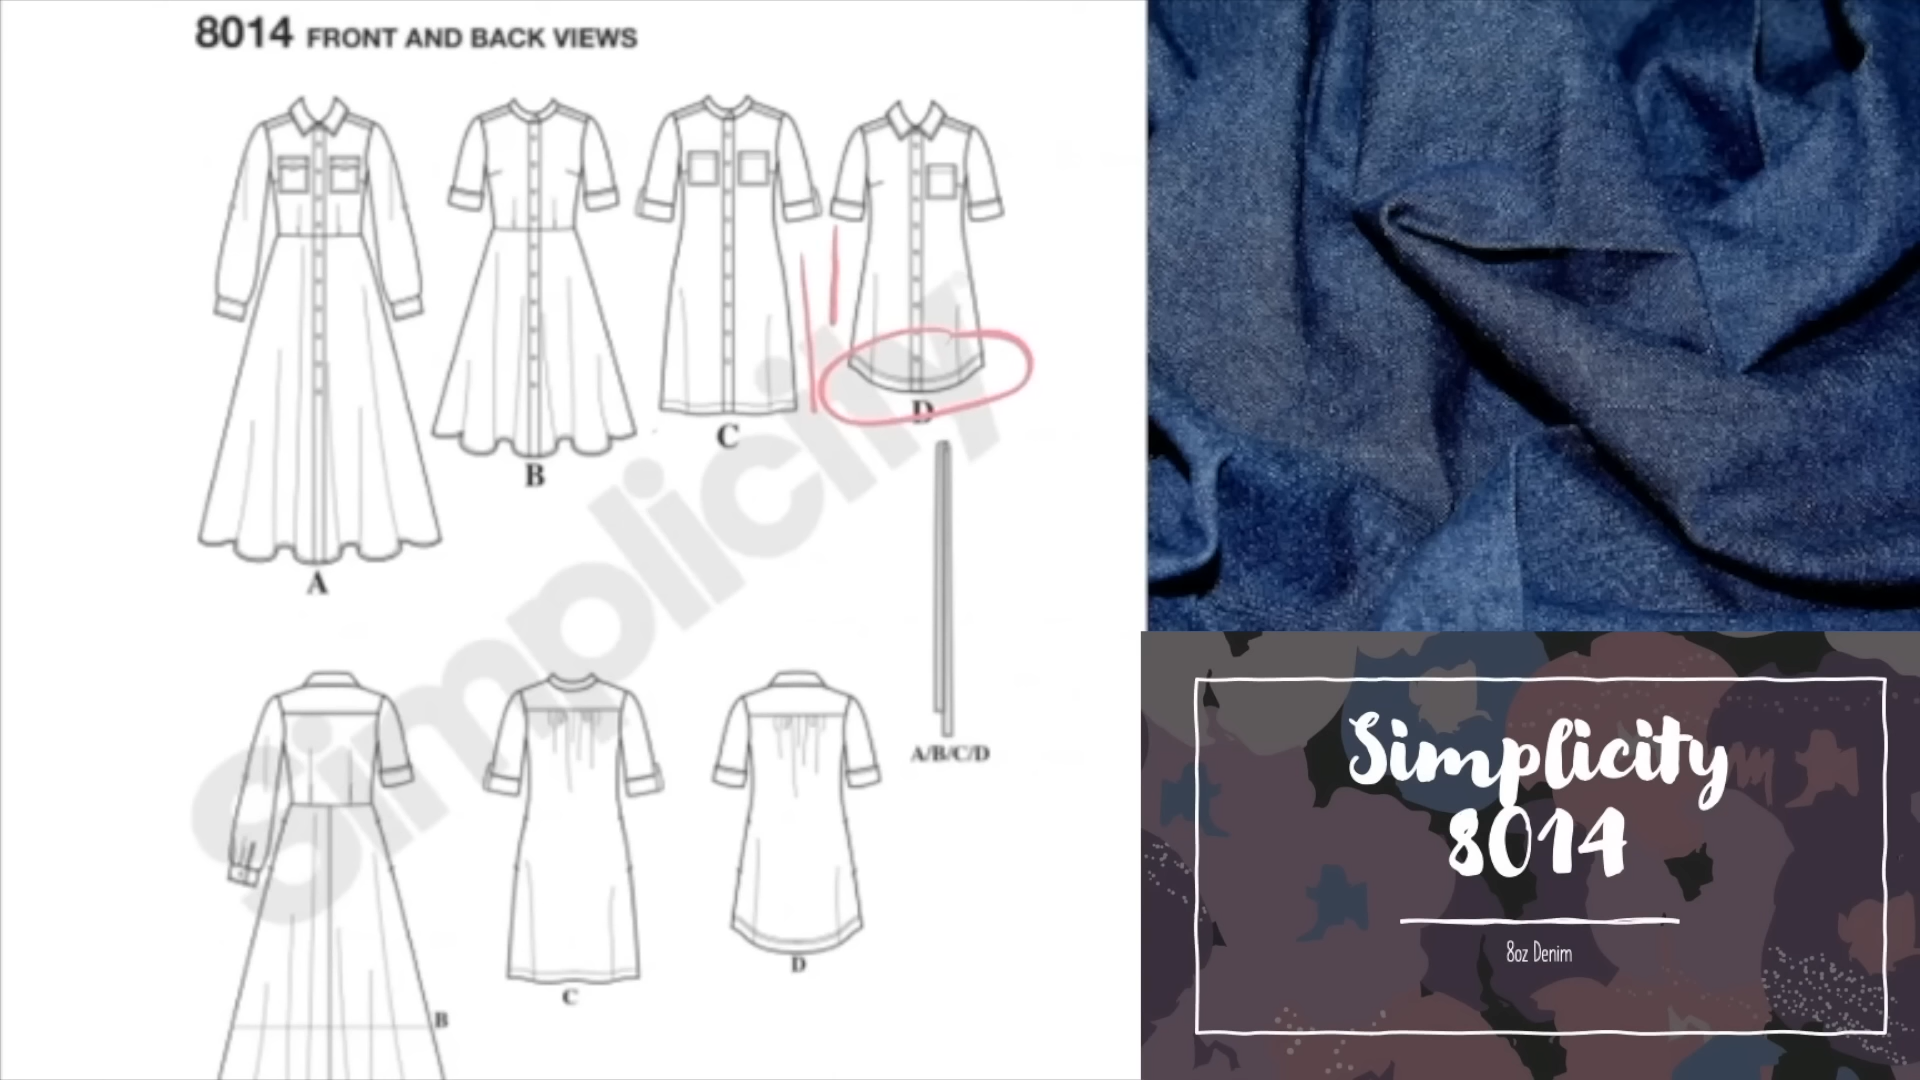 8014 FRONT AND BACK VIEWS
A
B
C
D
A/B/C/D
B
C
D
Simplicity
Simplicity
8014
8oz Denim